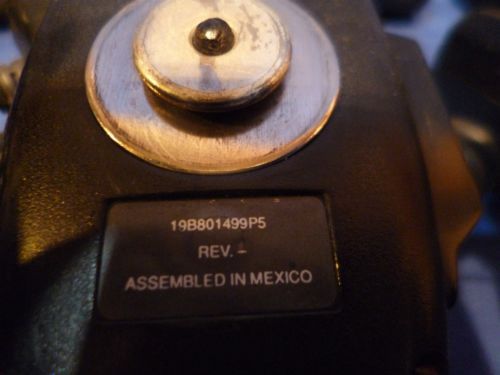 19B801499P5
REV. -
ASSEMBLED IN MEXICO